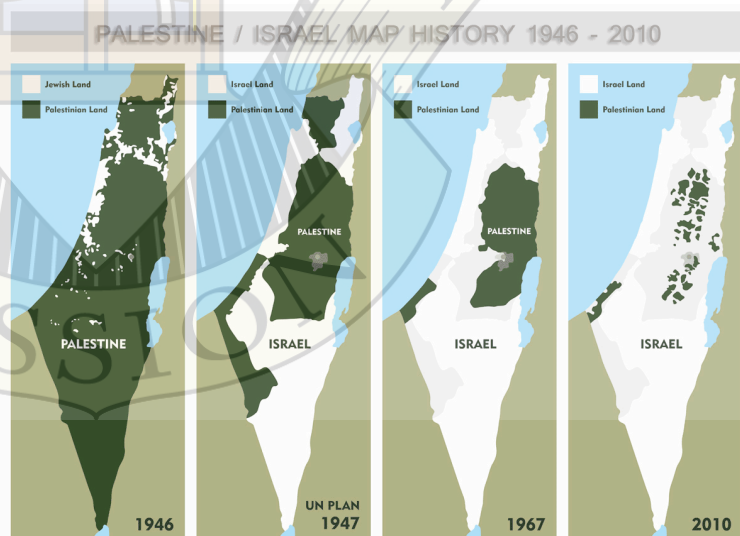 PALESTINE / ISRAEL MAP HISTORY 1946 - 2010
Jewish Land
Palestinian Land
PALESTINE
1946
Israel Land
Palestinian Land
PALESTINE
ISRAEL
UN PLAN
1947
Israel Land
Palestinian Land
PALESTINE
ISRAEL
1967
Israel Land
Palestinian Land
ISRAEL
2010
SSION